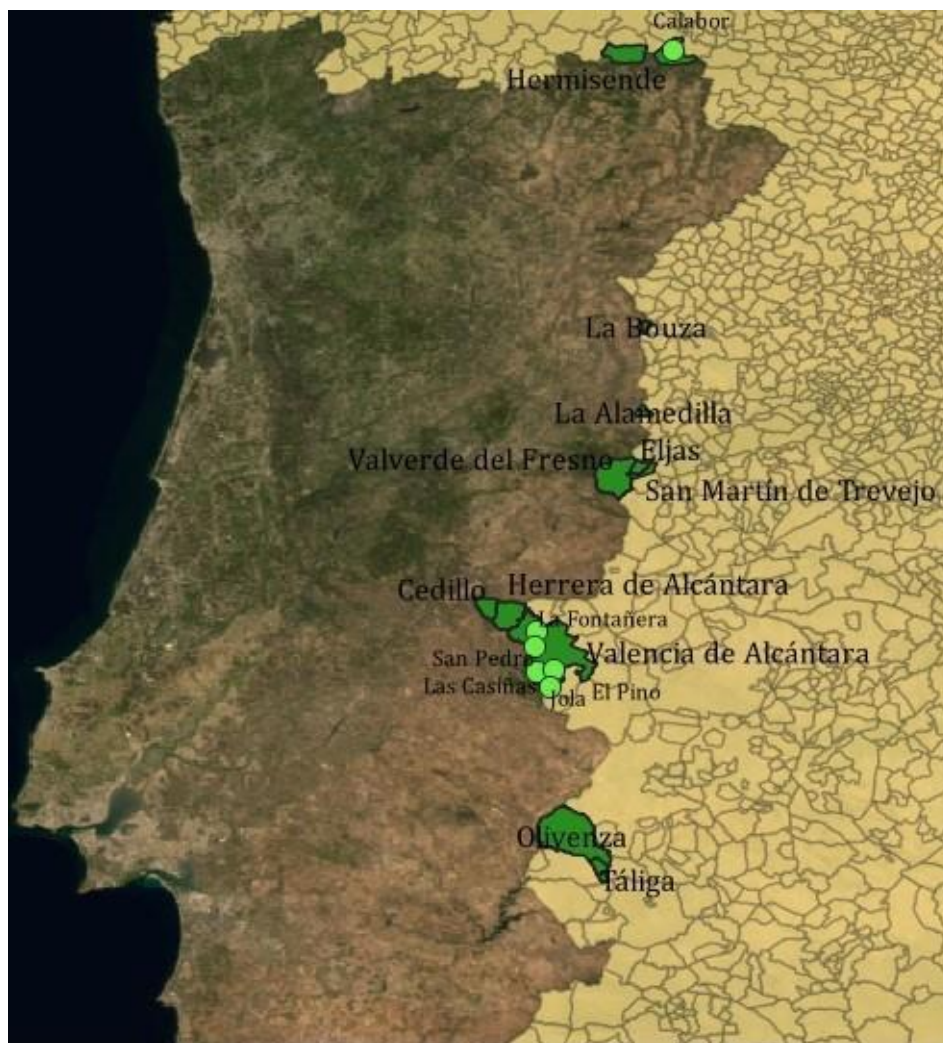 Calabor
Hermisende
La Bouza
La Alamedilla
Eljas
Valverde del Fresno
San Martín de Trevejo
Cedillo
Herrera de Alcántara
La Fontañera
San Pedro
Valencia de Alcántara
Las Casiñas
El Pino
Jola
Olivenza
Táliga